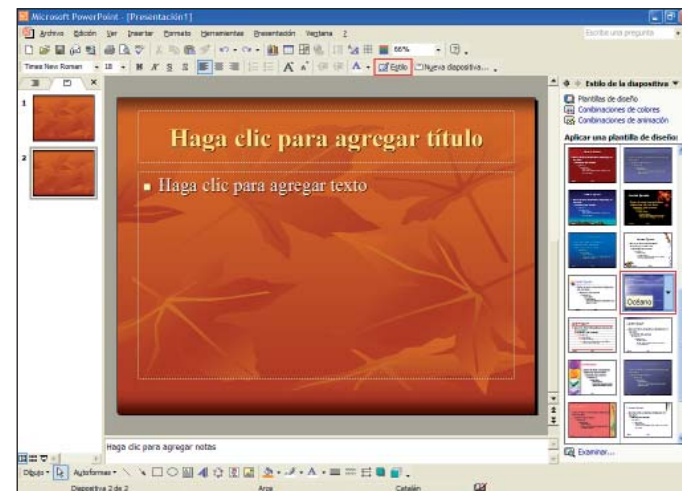 Microsoft PowerPoint - [Presentación1]
Archivo Edición Ver Insertar Formato Herramientas Presentación Ventana ?
Escriba una pregunta
66%
Times New Roman 18 N K S S Estilo Nueva diapositiva...
Estilo de la diapositiva
1
Plantillas de diseño
Combinaciones de colores
Combinaciones de animación
Aplicar una plantilla de diseño:
2
Haga clic para agregar título
Haga clic para agregar texto
Océano
Haga clic para agregar notas
Examinar...
Dibujo Autoformas
Diapositiva 2 de 2 Arce Catalán